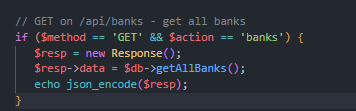 // GET on /api/banks - get all banks
if ($method == 'GET' && $action == 'banks') {
    $resp = new Response();
    $resp->data = $db->getAllBanks();
    echo json_encode($resp);
}